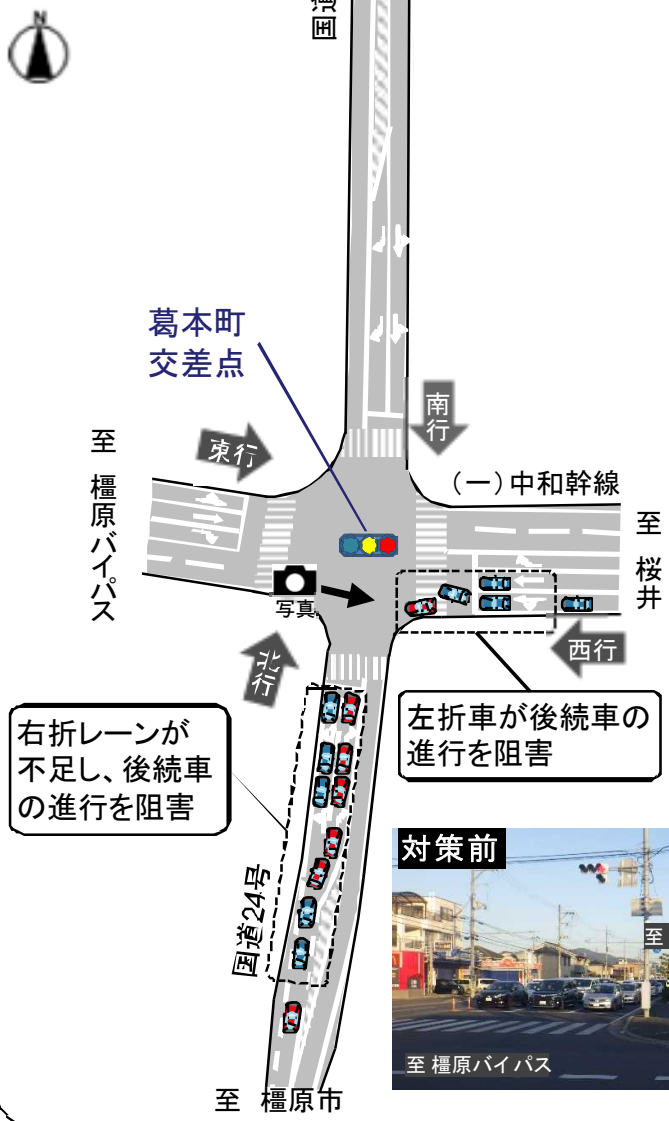 N
国道
葛本町
交差点
南行
東行
(一)中和幹線
至 橿原バイパス
至 桜井
写真
西行
北行
左折車が後続車の
進行を阻害
右折レーンが
不足し、後続車
の進行を阻害
国道24号
対策前
至
至 橿原バイパス
至 橿原市